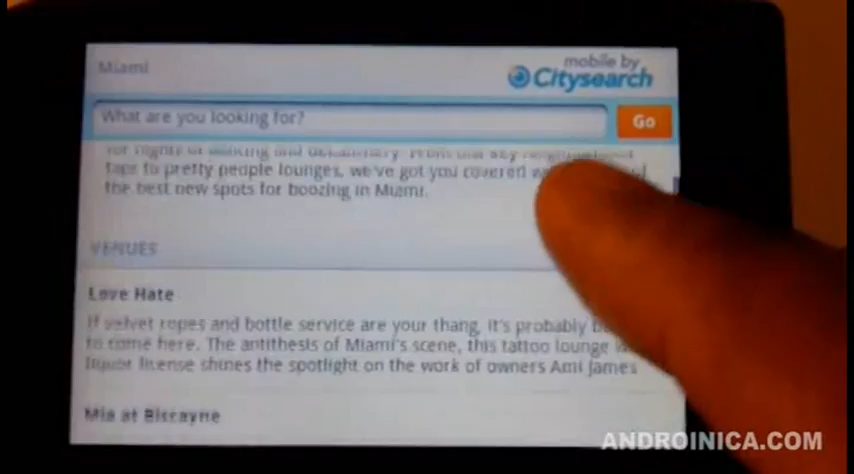 Miami
mobile by
Citysearch
What are you looking for?
Go
taps to pretty people lounges, we've got you covered
the best new spots for boozing in Miami.
VENUES
Love Hate
If velvet ropes and bottle service are your thang, it's probably
to come here. The antithesis of Miami's scene, this tattoo lounge
liquor license shines the spotlight on the work of owners Ami James
Mia at Biscayne
ANDROINICA.COM